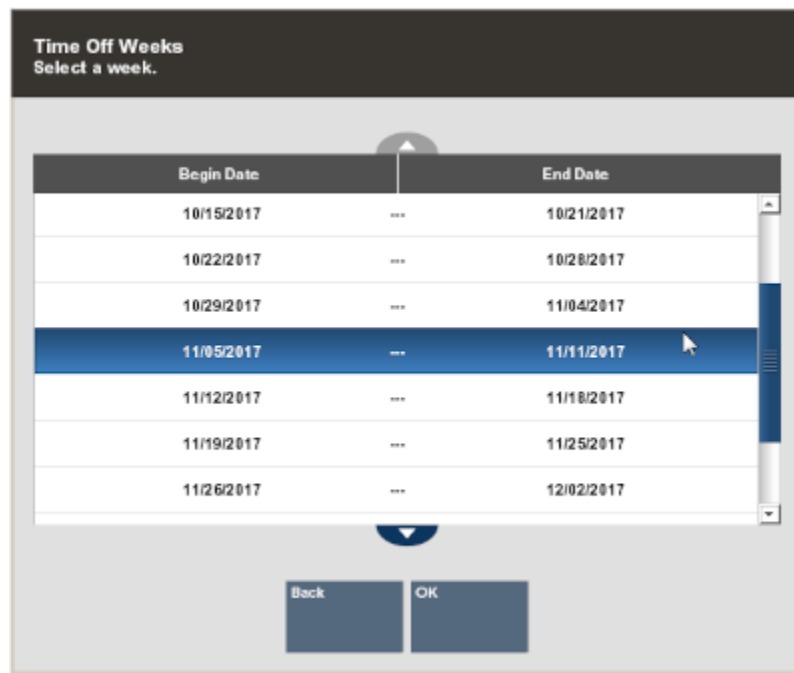 Time Off Weeks
Select a week.
Begin Date End Date
10/15/2017 --- 10/21/2017
10/22/2017 --- 10/28/2017
10/29/2017 --- 11/04/2017
11/05/2017 --- 11/11/2017
11/12/2017 --- 11/18/2017
11/19/2017 --- 11/25/2017
11/26/2017 --- 12/02/2017
Back OK